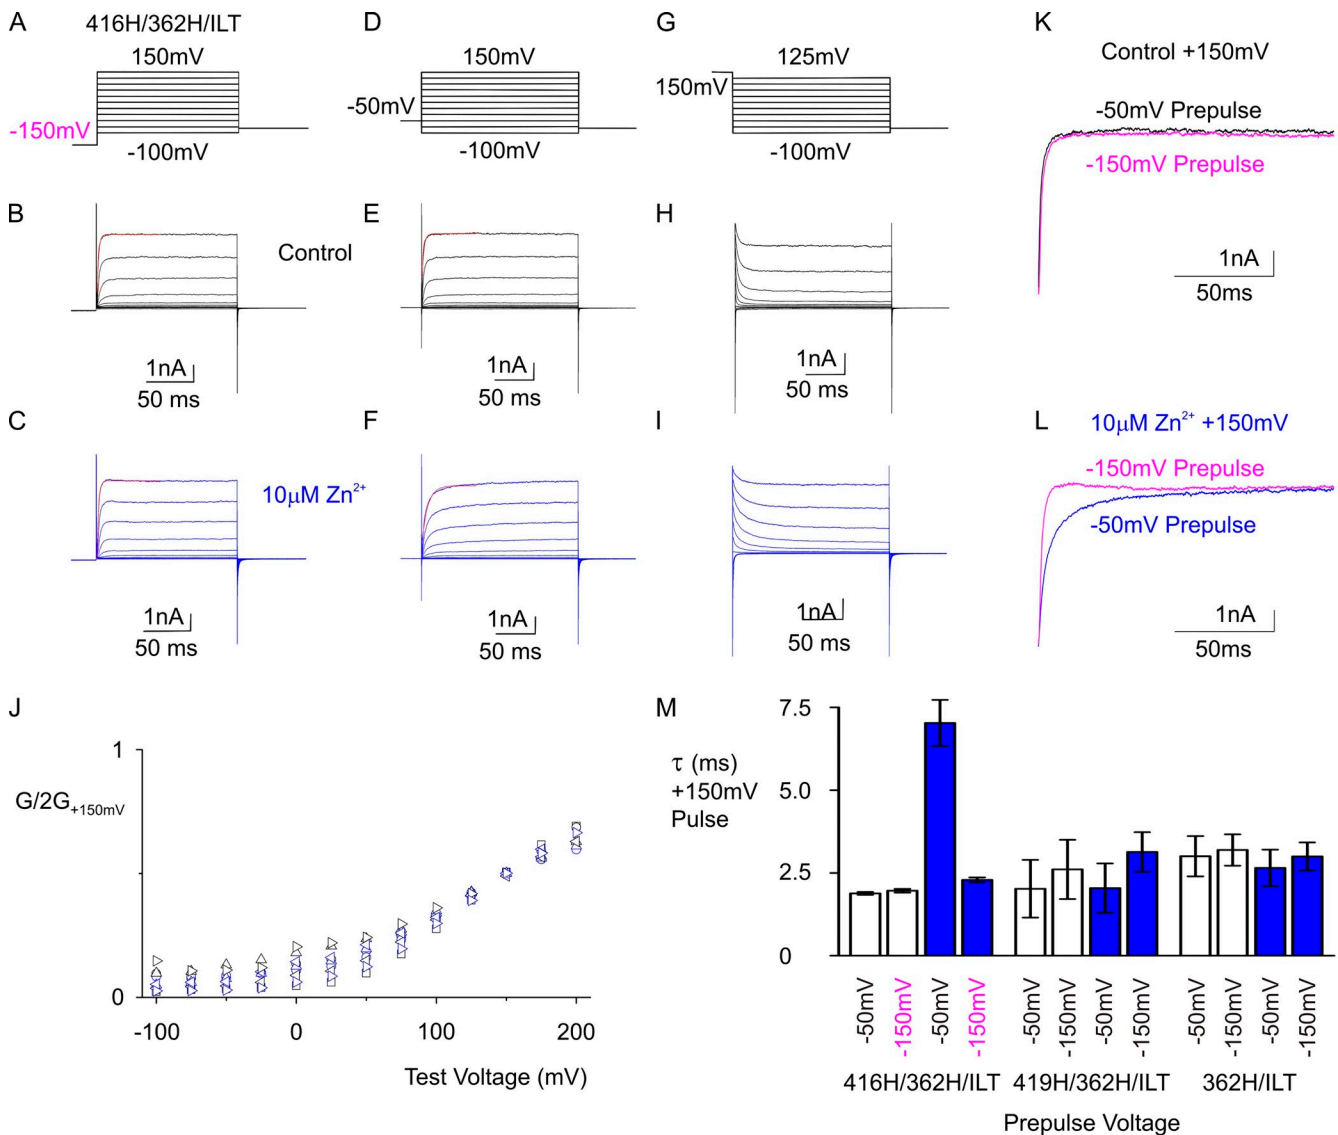 A
416H/362H/ILT
150mV
-150mV
-100mV
D
150mV
-50mV
-100mV
G
125mV
150mV
-100mV
K
Control +150mV
-50mV Prepulse
-150mV Prepulse
1nA
50ms
B
Control
1nA
50 ms
E
1nA
50 ms
H
1nA
50 ms
C
10μM Zn²⁺
1nA
50 ms
F
1nA
50 ms
I
1nA
50 ms
L
10μM Zn²⁺ +150mV
-150mV Prepulse
-50mV Prepulse
1nA
50ms
J
1
G/2G+150mV
0
-100
0
100
200
Test Voltage (mV)
M
τ (ms)
+150mV
Pulse
7.5
5.0
2.5
0
-50mV
-150mV
-50mV
-150mV
-50mV
-150mV
-50mV
-150mV
-50mV
-150mV
-50mV
-150mV
416H/362H/ILT
419H/362H/ILT
362H/ILT
Prepulse Voltage